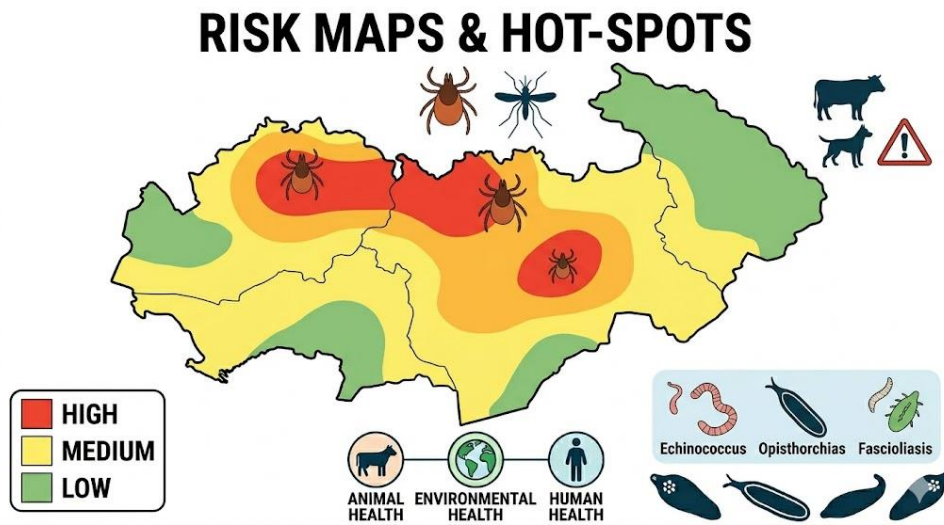 RISK MAPS & HOT-SPOTS
HIGH
MEDIUM
LOW
ANIMAL HEALTH
ENVIRONMENTAL HEALTH
HUMAN HEALTH
Echinococcus Opisthorchias Fascioliasis